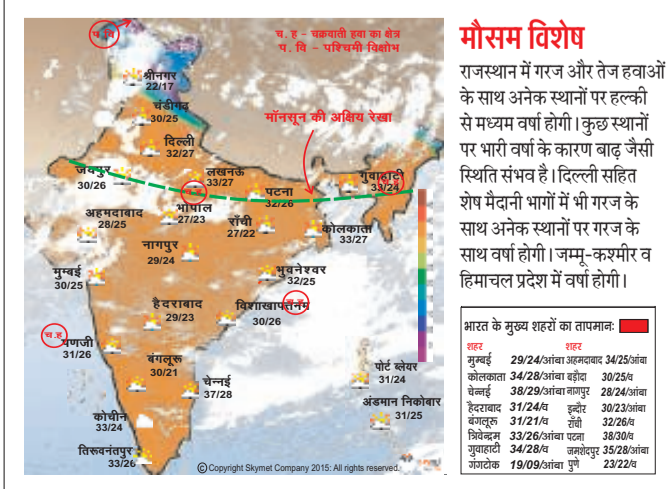 प. वि
च. ह - चक्रवाती हवा का क्षेत्र
प. वि - पश्चिमी विक्षोभ
श्रीनगर
22/17
चंडीगढ़
30/25
मॉनसून की अक्षिय रेखा
दिल्ली
32/27
जयपुर
30/26
लखनऊ
33/27
च. ह
गुवाहाटी
33/24
पटना
32/26
अहमदाबाद
28/25
भोपाल
27/23
राँची
27/22
कोलकाता
33/27
नागपुर
29/24
मुम्बई
30/25
भुवनेश्वर
32/25
हैदराबाद
29/23
विशाखापत्तनम
30/26
च. ह
च. ह
पणजी
31/26
बंगलूरू
30/21
चेन्नई
37/28
पोर्ट ब्लेयर
31/24
अंडमान निकोबार
31/25
कोचीन
33/24
तिरूवनंतपुर
33/26
© Copyright Skymet Company 2015: All rights reserved.
मौसम विशेष
राजस्थान में गरज और तेज हवाओं
के साथ अनेक स्थानों पर हल्की
से मध्यम वर्षा होगी। कुछ स्थानों
पर भारी वर्षा के कारण बाढ़ जैसी
स्थिति संभव है। दिल्ली सहित
शेष मैदानी भागों में भी गरज के
साथ अनेक स्थानों पर गरज के
साथ वर्षा होगी। जम्मू-कश्मीर व
हिमाचल प्रदेश में वर्षा होगी।
भारत के मुख्य शहरों का तापमानः
शहर शहर
मुम्बई 29/24/आंबा अहमदाबाद 34/25/आंबा
कोलकता 34/28/आंबा बड़ौदा 30/25/व
चेन्नई 38/29/आंबा नागपुर 28/24/आंबा
हैदराबाद 31/24/व इन्दौर 30/23/आंबा
बंगलूरू 31/21/व राँची 32/26/व
त्रिवेन्द्रम 33/26/आंबा पटना 38/30/व
गुवाहाटी 34/28/व जमशेदपुर 35/28/आंबा
गंगटोक 19/09/आंबा पुणे 23/22/व